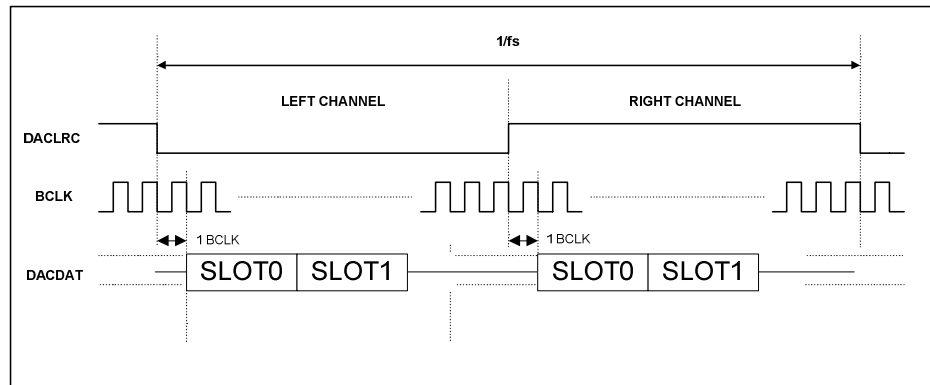 1/fs
LEFT CHANNEL RIGHT CHANNEL
DACLRC
BCLK
1 BCLK 1 BCLK
DACDAT SLOT0 SLOT1 SLOT0 SLOT1